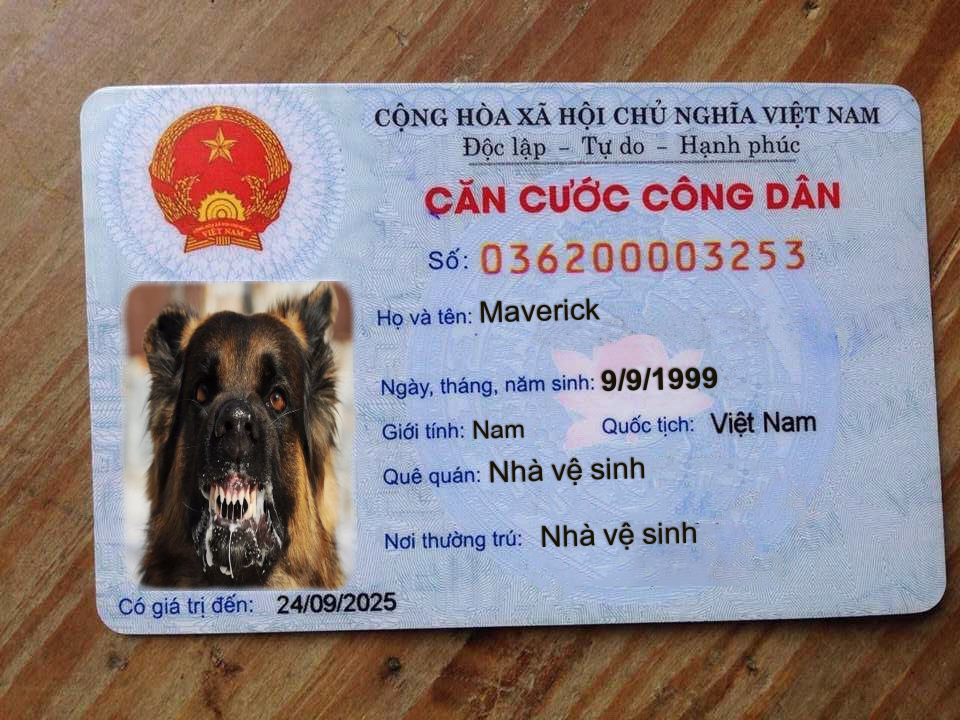 CỘNG HÒA XÃ HỘI CHỦ NGHĨA VIỆT NAM
Độc lập - Tự do - Hạnh phúc
CĂN CƯỚC CÔNG DÂN
Số: 036200003253
Họ và tên: Maverick
Ngày, tháng, năm sinh: 9/9/1999
Giới tính: Nam Quốc tịch: Việt Nam
Quê quán: Nhà vệ sinh
Nơi thường trú: Nhà vệ sinh
Có giá trị đến: 24/09/2025
VIỆT NAM